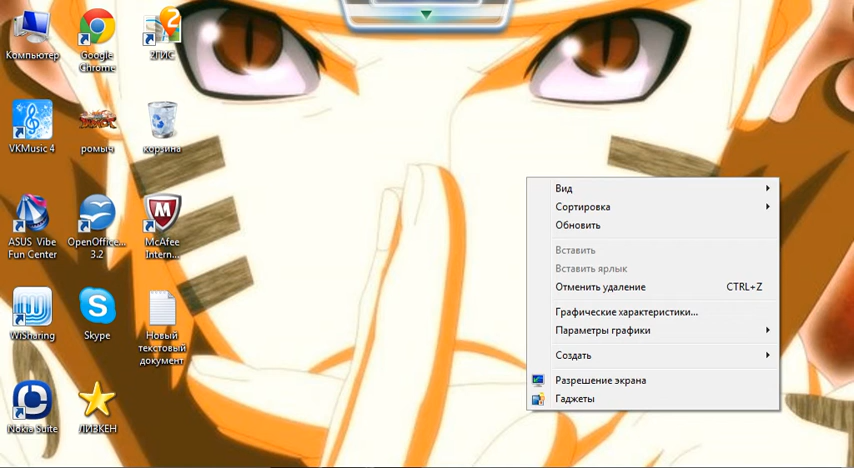 Компьютер
Google
Chrome
2ГИС
VKMusic 4
ромыч
корзина
ASUS Vibe
Fun Center
OpenOffice...
3.2
McAfee
Intern...
WiSharing
Skype
Новый
текстовый
документ
Nokia Suite
ЛИЗКЕН
Вид
Сортировка
Обновить
Вставить
Вставить ярлык
Отменить удаление CTRL+Z
Графические характеристики...
Параметры графики
Создать
Разрешение экрана
Гаджеты